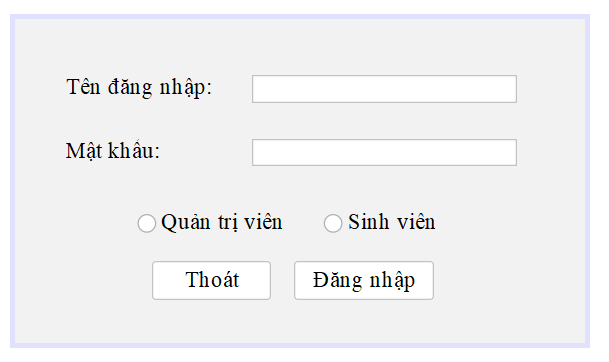 Tên đăng nhập:
Mật khẩu:
Quản trị viên Sinh viên
Thoát Đăng nhập